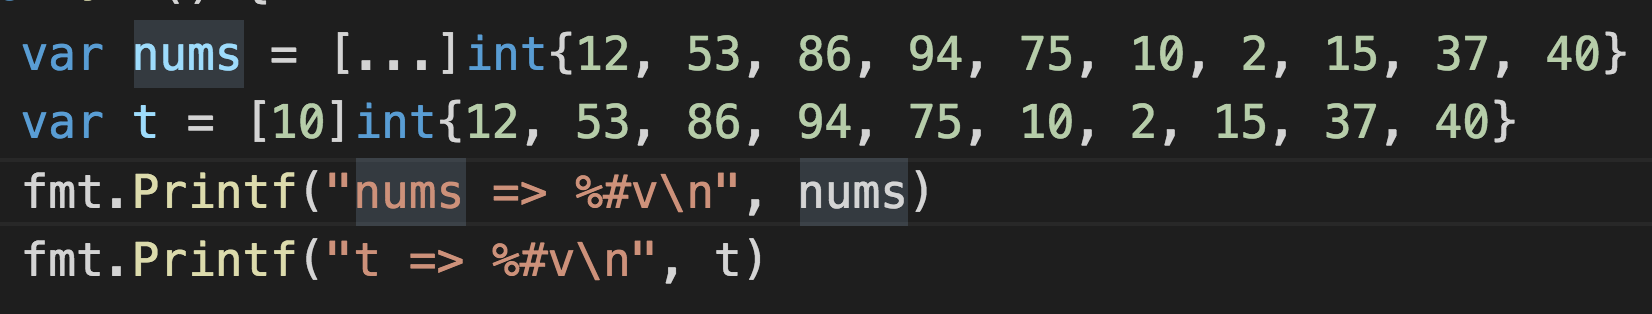 var nums = [...]int{12, 53, 86, 94, 75, 10, 2, 15, 37, 40}
var t = [10]int{12, 53, 86, 94, 75, 10, 2, 15, 37, 40}
fmt.Printf("nums => %#v\n", nums)
fmt.Printf("t => %#v\n", t)